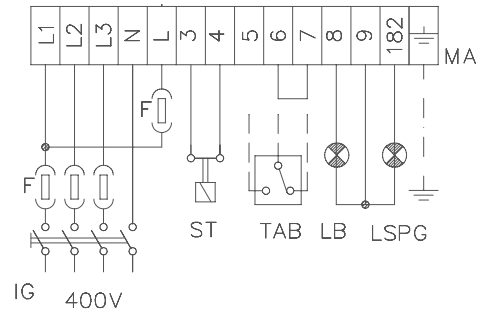 L1 L2 L3 N L 3 4 5 6 7 8 9 182
MA
F
F
ST TAB LB LSPG
IG 400V